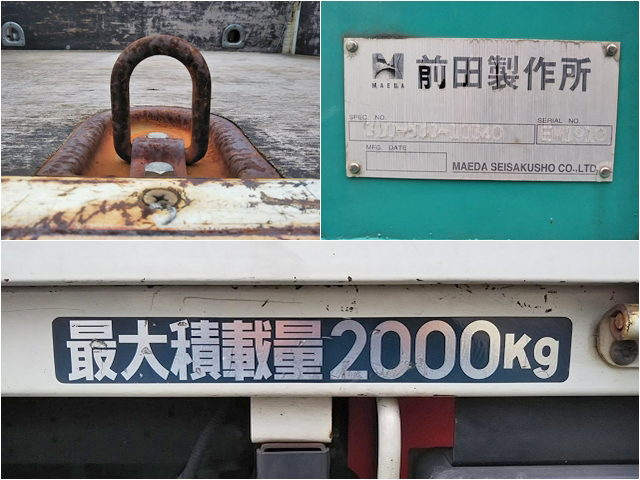 MAEDA
前田製作所
SPEC. NO.
SERIAL NO.
MFG. DATE
MAEDA SEISAKUSHO CO., LTD.
最大積載量2000Kg